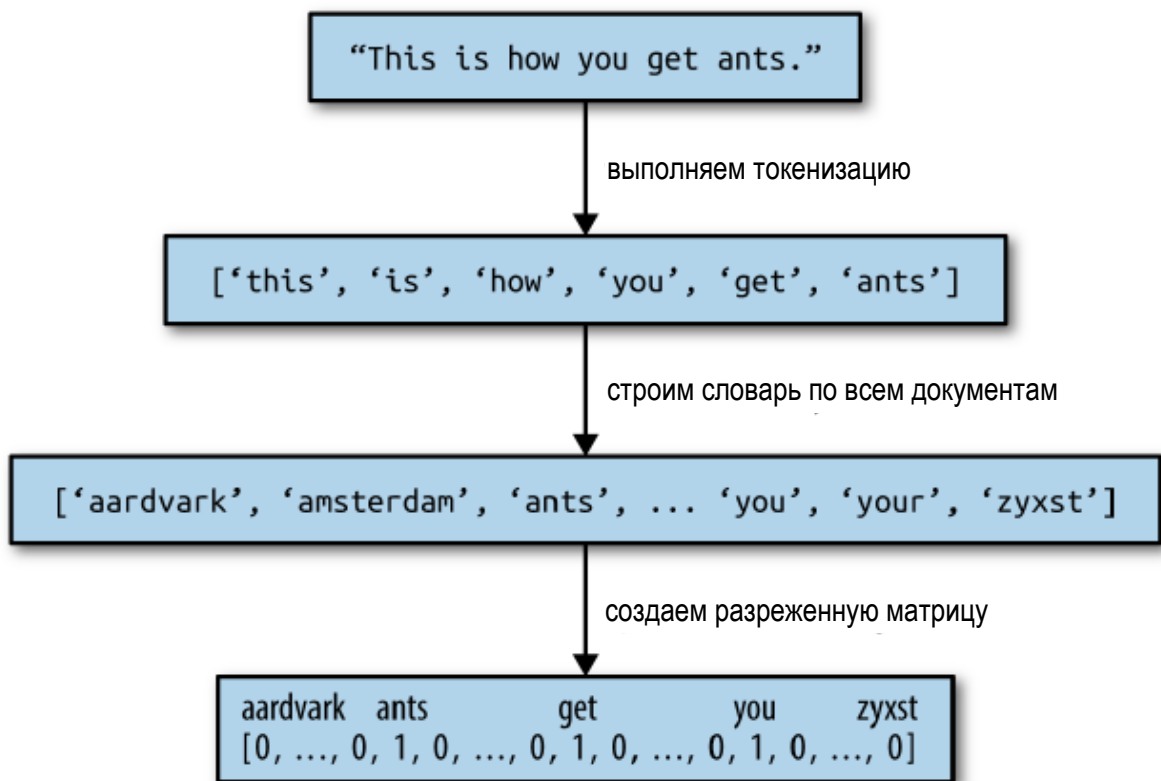 “This is how you get ants.”
выполняем токенизацию
[‘this’, ‘is’, ‘how’, ‘you’, ‘get’, ‘ants’]
строим словарь по всем документам
[‘aardvark’, ‘amsterdam’, ‘ants’, ... ‘you’, ‘your’, ‘zyxst’]
создаем разреженную матрицу
aardvark ants get you zyxst
[0, ..., 0, 1, 0, ..., 0, 1, 0, ..., 0, 1, 0, ..., 0]